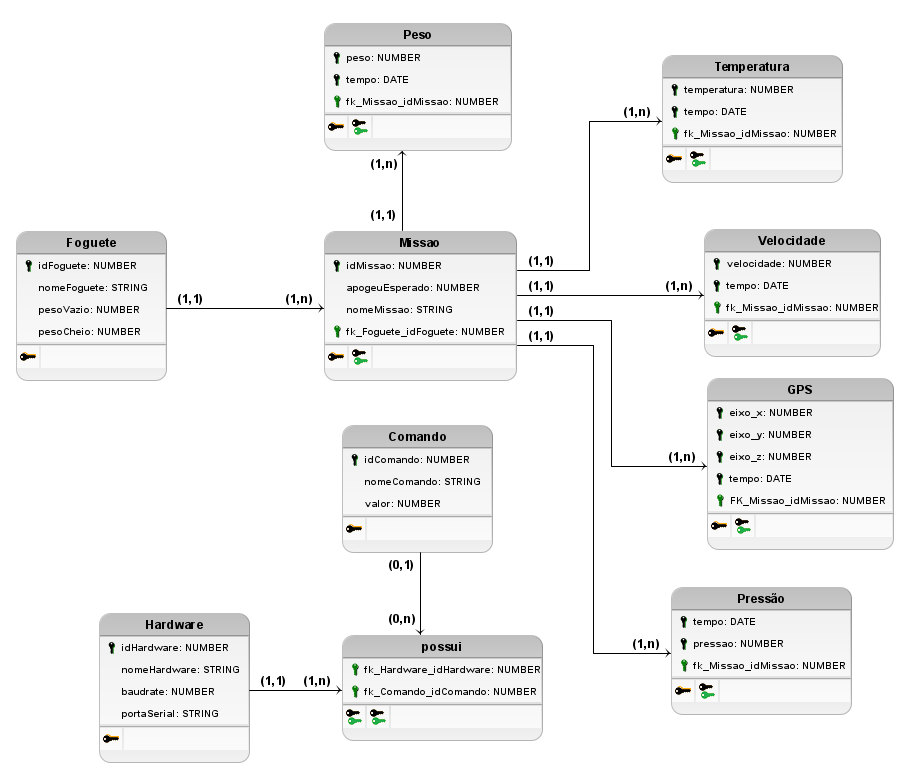 Peso
peso: NUMBER
tempo: DATE
fk_Missao_idMissao: NUMBER
(1,n)
(1,1)
Temperatura
temperatura: NUMBER
tempo: DATE
fk_Missao_idMissao: NUMBER
(1,n)
Foguete
idFoguete: NUMBER
nomeFoguete: STRING
pesoVazio: NUMBER
pesoCheio: NUMBER
(1,1)
(1,n)
Missao
idMissao: NUMBER
apogeuEsperado: NUMBER
nomeMissao: STRING
fk_Foguete_idFoguete: NUMBER
(1,1)
(1,1)
(1,1)
(1,1)
Velocidade
velocidade: NUMBER
tempo: DATE
fk_Missao_idMissao: NUMBER
(1,n)
GPS
eixo_x: NUMBER
eixo_y: NUMBER
eixo_z: NUMBER
tempo: DATE
FK_Missao_idMissao: NUMBER
(1,n)
Comando
idComando: NUMBER
nomeComando: STRING
valor: NUMBER
(0,1)
(0,n)
Pressão
tempo: DATE
pressao: NUMBER
fk_Missao_idMissao: NUMBER
(1,n)
Hardware
idHardware: NUMBER
nomeHardware: STRING
baudrate: NUMBER
portaSerial: STRING
(1,1)
(1,n)
possui
fk_Hardware_idHardware: NUMBER
fk_Comando_idComando: NUMBER